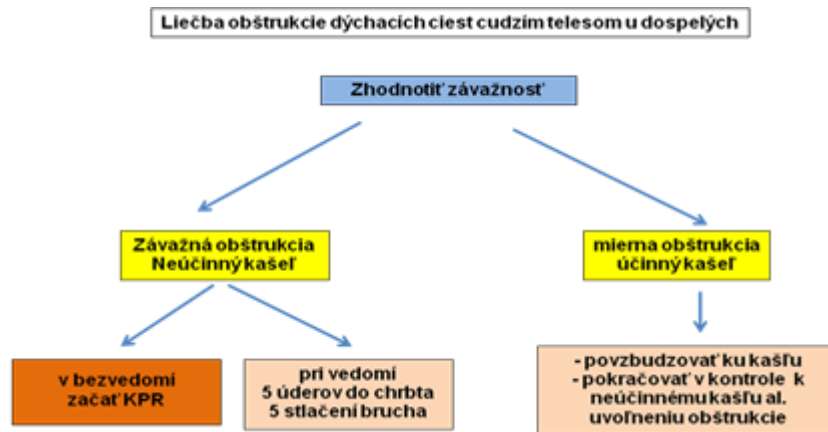 Liečba obštrukcie dýchacích ciest cudzím telesom u dospelých
Zhodnotiť závažnosť
Závažná obštrukcia
Neúčinný kašeľ
mierna obštrukcia
účinný kašeľ
v bezvedomí
začať KPR
pri vedomí
5 úderov do chrbta
5 stlačení brucha
- povzbudzovať ku kašľu
- pokračovať v kontrole k
neúčinnému kašľu al.
uvoľneniu obštrukcie